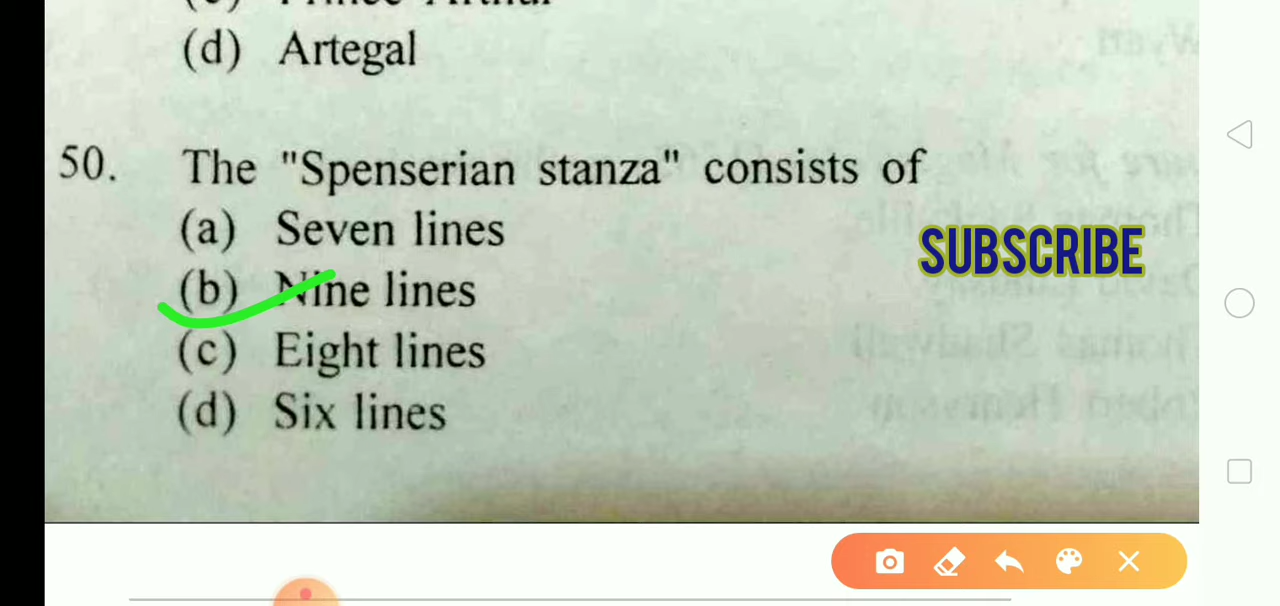 (d) Artegal
50. The "Spenserian stanza" consists of
(a) Seven lines
SUBSCRIBE
(b) Nine lines
(c) Eight lines
(d) Six lines